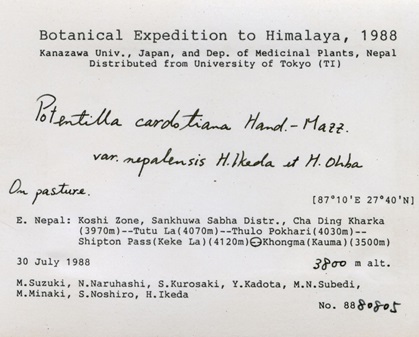 Botanical Expedition to Himalaya, 1988
Kanazawa Univ., Japan, and Dep. of Medicinal Plants, Nepal
Distributed from University of Tokyo (TI)
Potentilla cardotiana Hand.-Mazz.
var. nepalensis H.Ikeda et H.Ohba
On pasture.
[87°10'E 27°40'N]
E. Nepal: Koshi Zone, Sankhuwa Sabha Distr., Cha Ding Kharka
(3970m)--Tutu La(4070m)--Thulo Pokhari(4030m)--
Shipton Pass(Keke La)(4120m)--Khongma(Kauma)(3500m)
30 July 1988 3800 m alt.
M.Suzuki, N.Naruhashi, S.Kurosaki, Y.Kadota, M.N.Subedi,
M.Minaki, S.Noshiro, H.Ikeda
No. 8880805